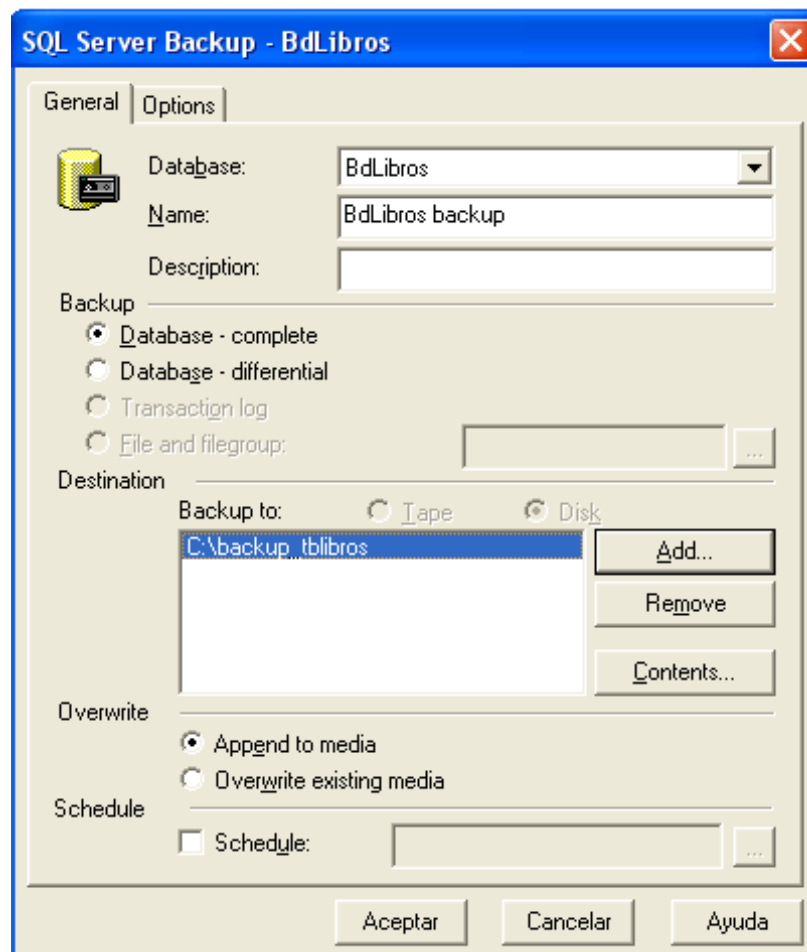 SQL Server Backup - BdLibros
General Options
Database: BdLibros
Name: BdLibros backup
Description:
Backup
Database - complete
Database - differential
Transaction log
File and filegroup: ...
Destination
Backup to: Tape Disk
C:\backup_tblibros
Add...
Remove
Contents...
Overwrite
Append to media
Overwrite existing media
Schedule
Schedule: ...
Aceptar Cancelar Ayuda